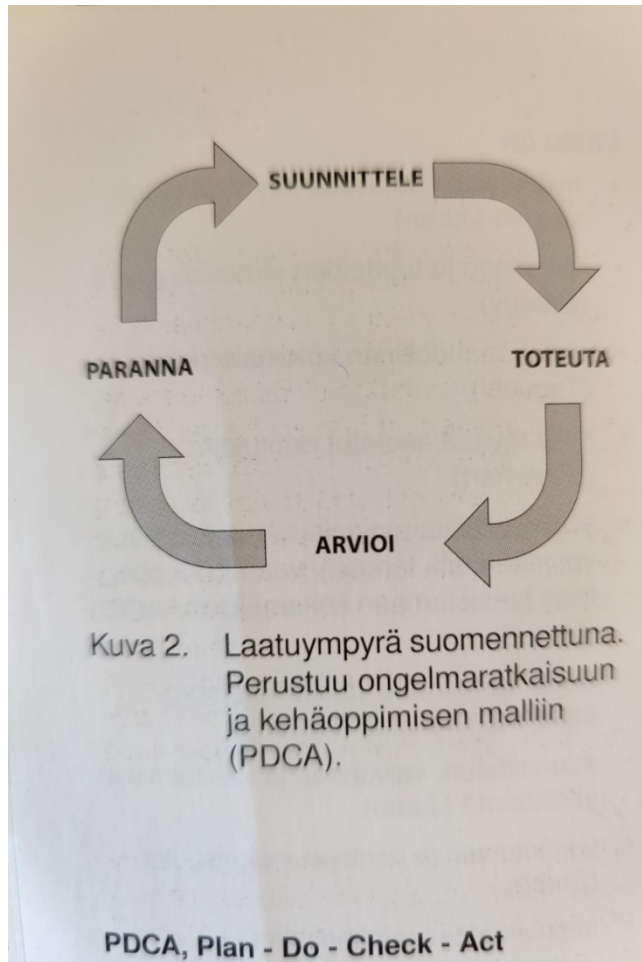 SUUNNITTELE
PARANNA
TOTEUTA
ARVIOI
Kuva 2. Laatuympyrä suomennettuna.
Perustuu ongelmaratkaisuun
ja kehäoppimisen malliin
(PDCA).
PDCA, Plan - Do - Check - Act